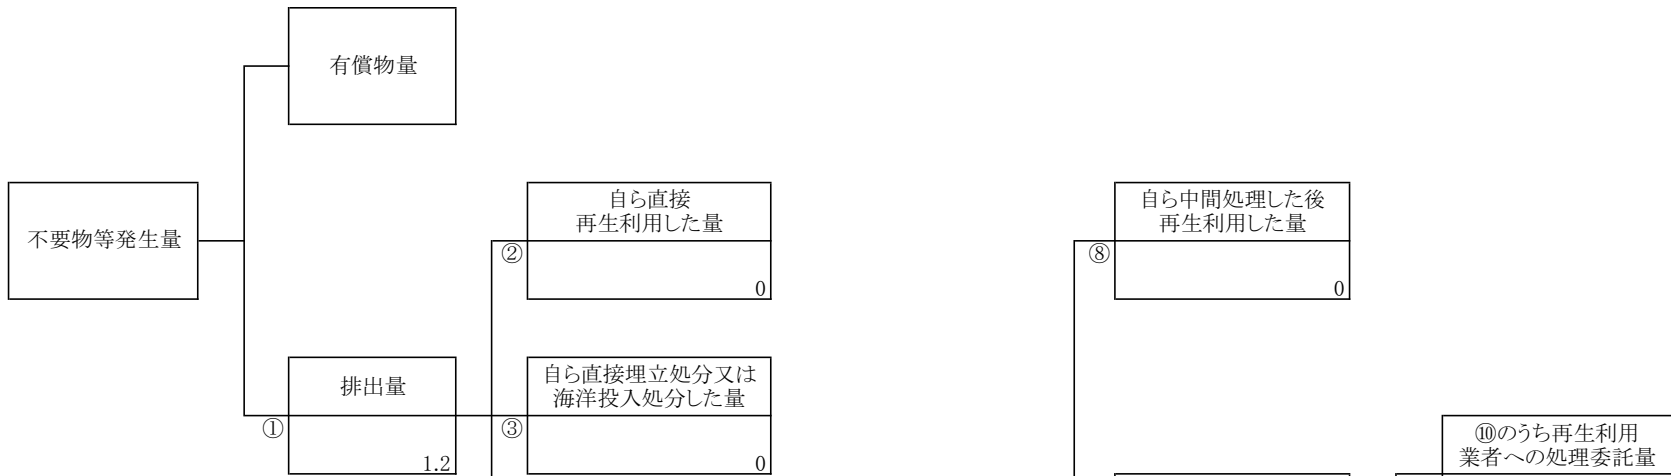 有償物量
不要物等発生量
自ら直接
再生利用した量
②
0
自ら中間処理した後
再生利用した量
⑧
0
排出量
①
1.2
自ら直接埋立処分又は
海洋投入処分した量
③
0
⑩のうち再生利用
業者への処理委託量